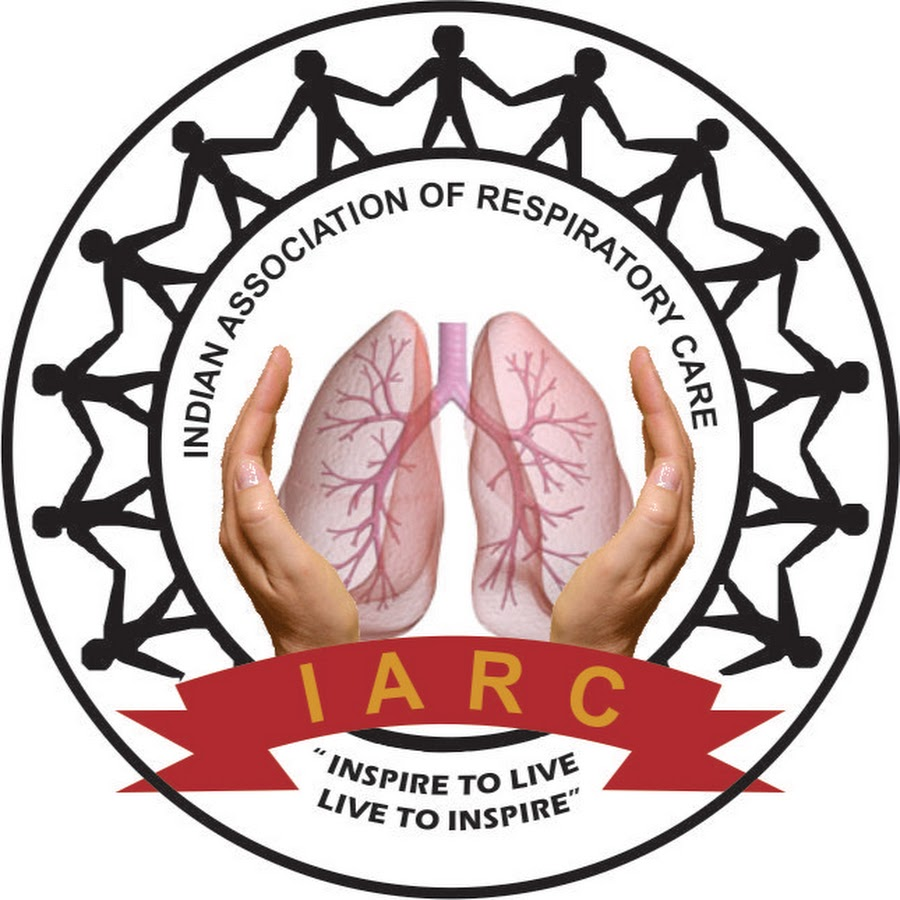 INDIAN ASSOCIATION OF RESPIRATORY CARE
IARC
“INSPIRE TO LIVE
LIVE TO INSPIRE”